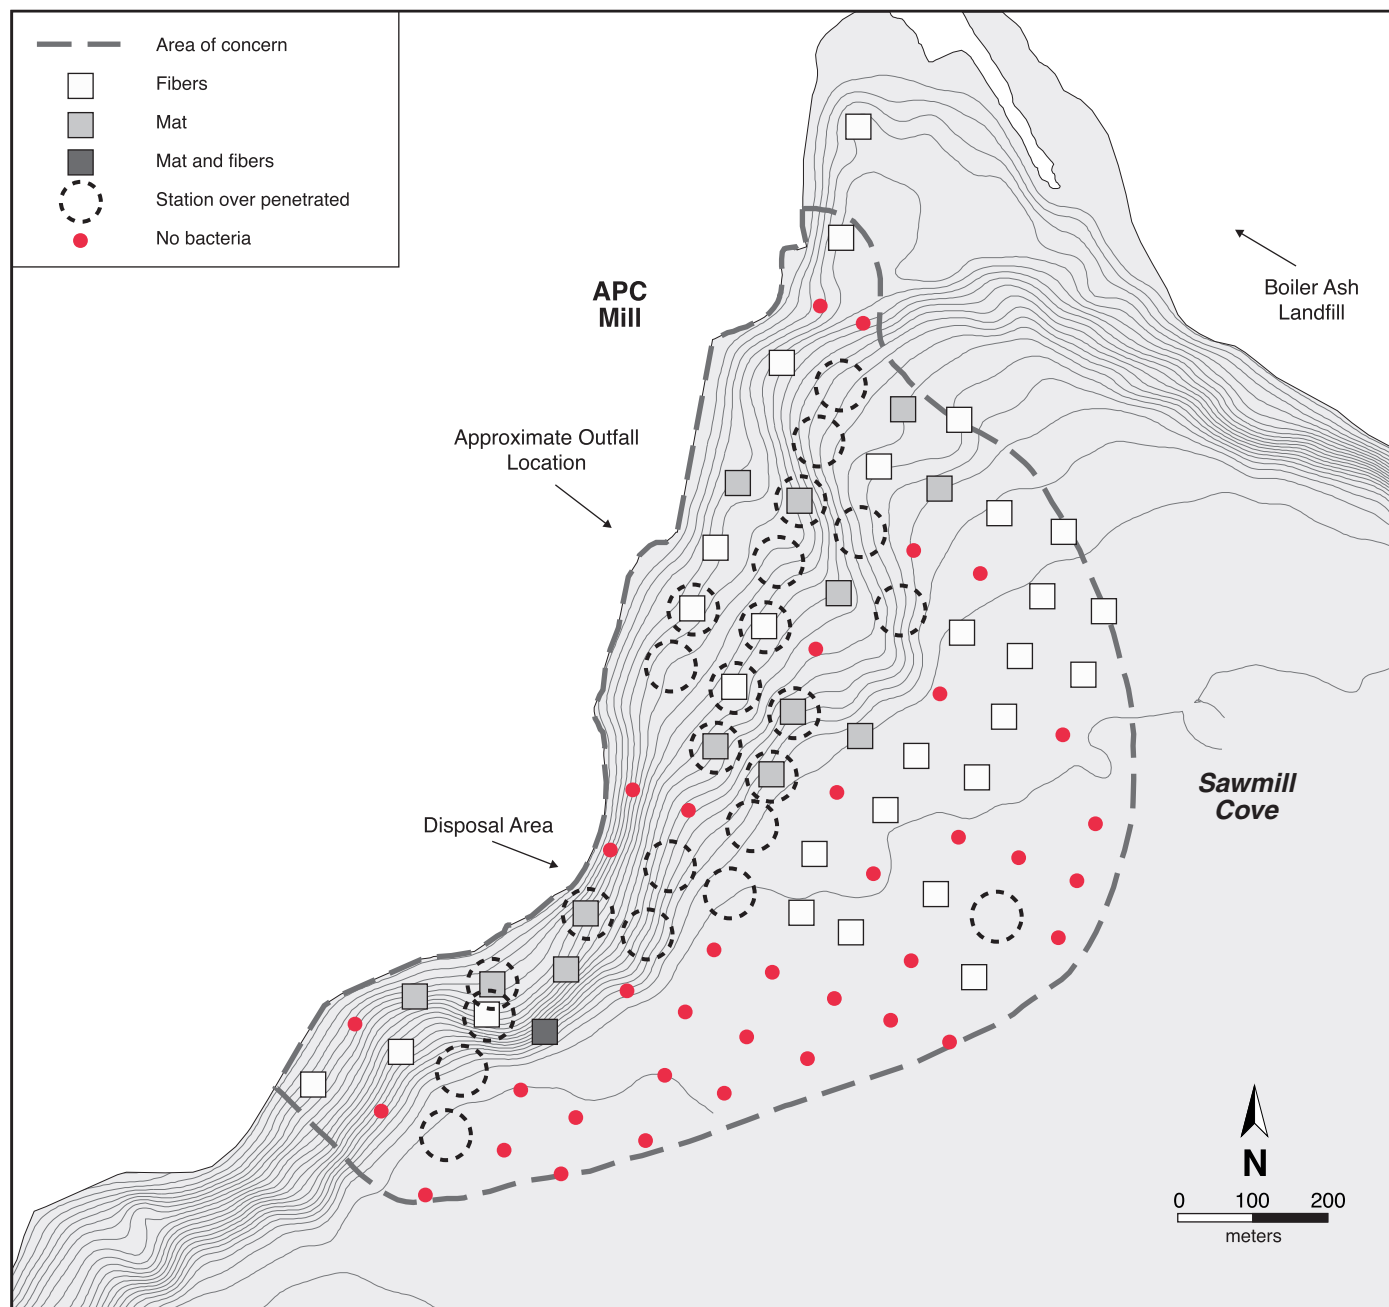 Area of concern
Fibers
Mat
Mat and fibers
Station over penetrated
No bacteria
APC
Mill
Boiler Ash
Landfill
Approximate Outfall
Location
Sawmill
Cove
Disposal Area
N
0 100 200
meters